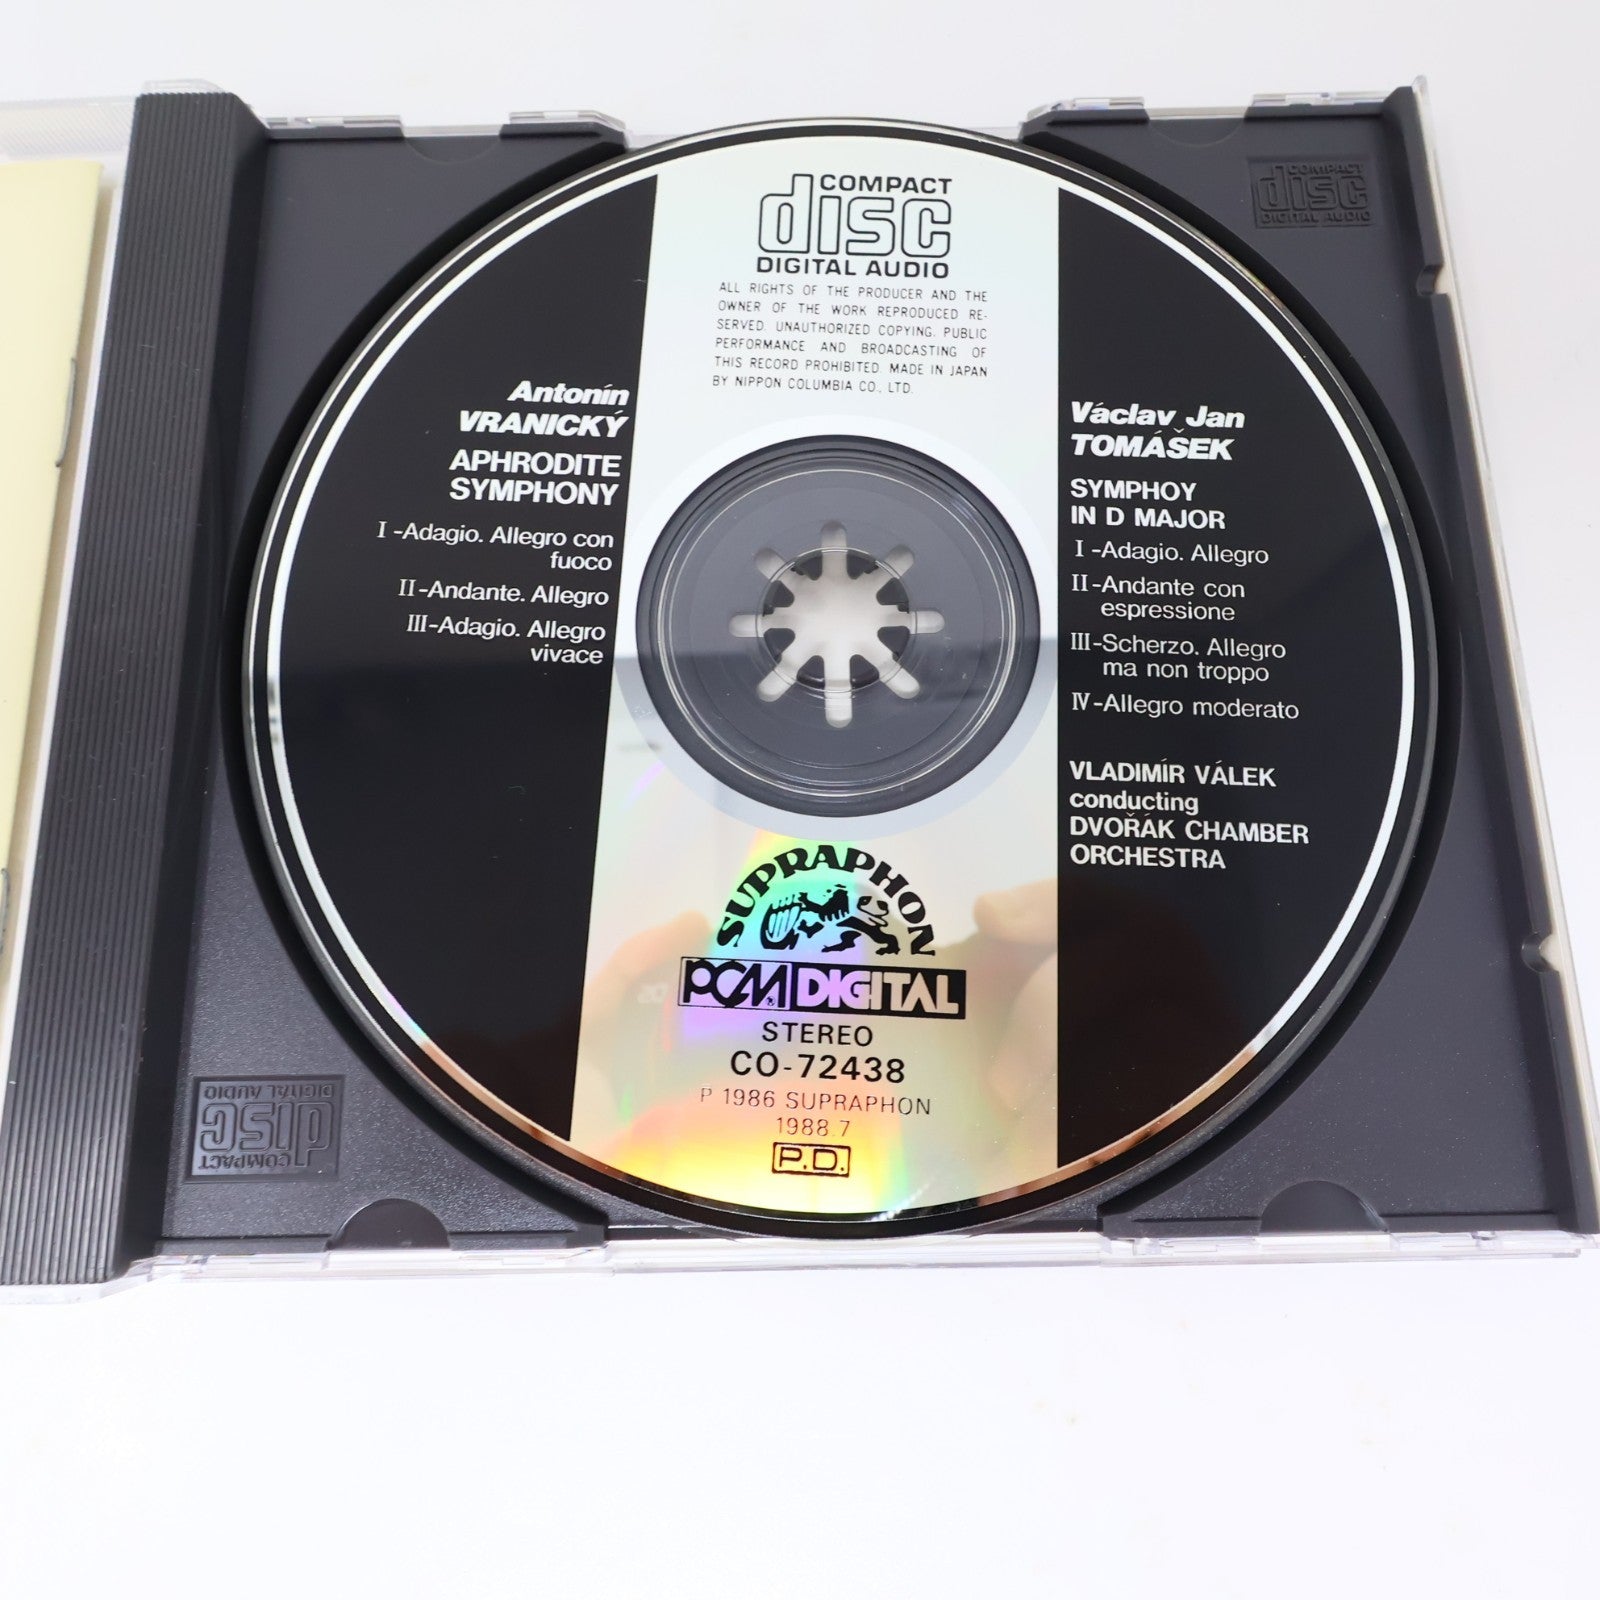 COMPACT
disc
DIGITAL AUDIO
ALL RIGHTS OF THE PRODUCER AND THE
OWNER OF THE WORK REPRODUCED RE-
SERVED. UNAUTHORIZED COPYING. PUBLIC
PERFORMANCE AND BROADCASTING OF
THIS RECORD PROHIBITED. MADE IN JAPAN
BY NIPPON COLUMBIA CO., LTD.
Antonín
VRANICKÝ
APHRODITE
SYMPHONY
I-Adagio. Allegro con
fuoco
II-Andante. Allegro
III-Adagio. Allegro
vivace
Václav Jan
TOMÁŠEK
SYMPHOY
IN D MAJOR
I-Adagio. Allegro
II-Andante con
espressione
III-Scherzo. Allegro
ma non troppo
IV-Allegro moderato
VLADIMÍR VÁLEK
conducting
DVOŘÁK CHAMBER
ORCHESTRA
SUPRAPHON
PCM DIGITAL
STEREO
CO-72438
P 1986 SUPRAPHON
1988.7
P.D.
COMPACT
disc
DIGITAL AUDIO
COMPACT
disc
DIGITAL AUDIO